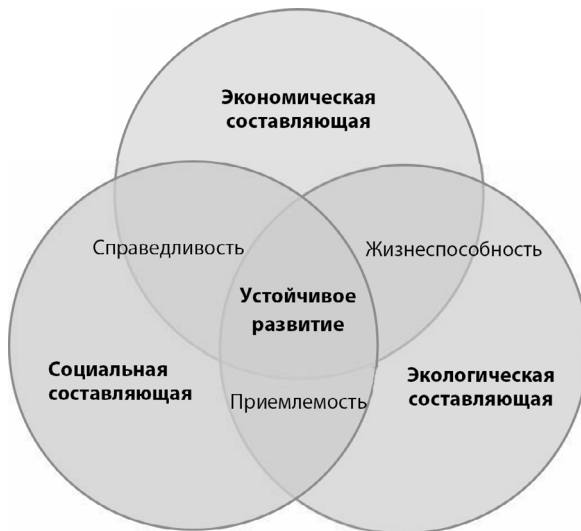 Экономическая
составляющая
Справедливость
Жизнеспособность
Устойчивое
развитие
Социальная
составляющая
Экологическая
составляющая
Приемлемость